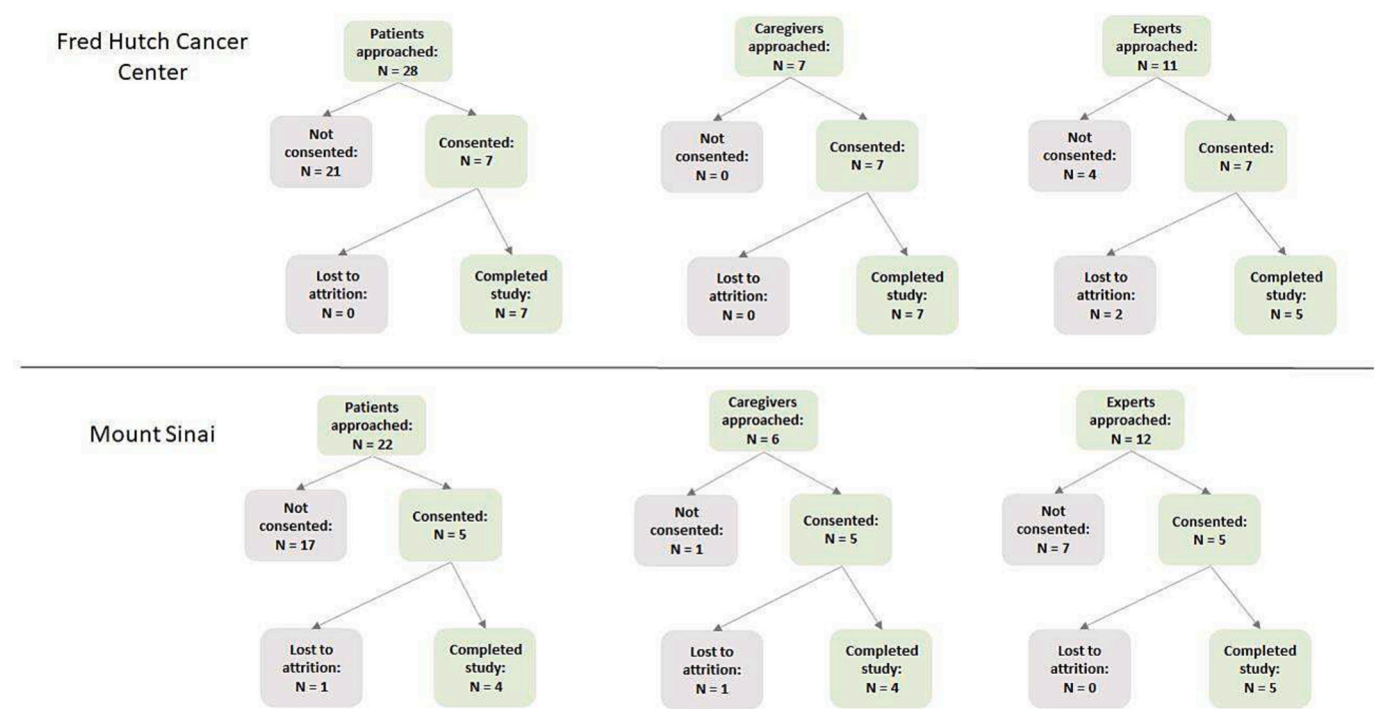 Fred Hutch Cancer
Center
Patients
approached:
N = 28
Not
consented:
N = 21
Consented:
N = 7
Lost to
attrition:
N = 0
Completed
study:
N = 7
Caregivers
approached:
N = 7
Not
consented:
N = 0
Consented:
N = 7
Lost to
attrition:
N = 0
Completed
study:
N = 7
Experts
approached:
N = 11
Not
consented:
N = 4
Consented:
N = 7
Lost to
attrition:
N = 2
Completed
study:
N = 5
Mount Sinai
Patients
approached:
N = 22
Not
consented:
N = 17
Consented:
N = 5
Lost to
attrition:
N = 1
Completed
study:
N = 4
Caregivers
approached:
N = 6
Not
consented:
N = 1
Consented:
N = 5
Lost to
attrition:
N = 1
Completed
study:
N = 4
Experts
approached:
N = 12
Not
consented:
N = 7
Consented:
N = 5
Lost to
attrition:
N = 0
Completed
study:
N = 5